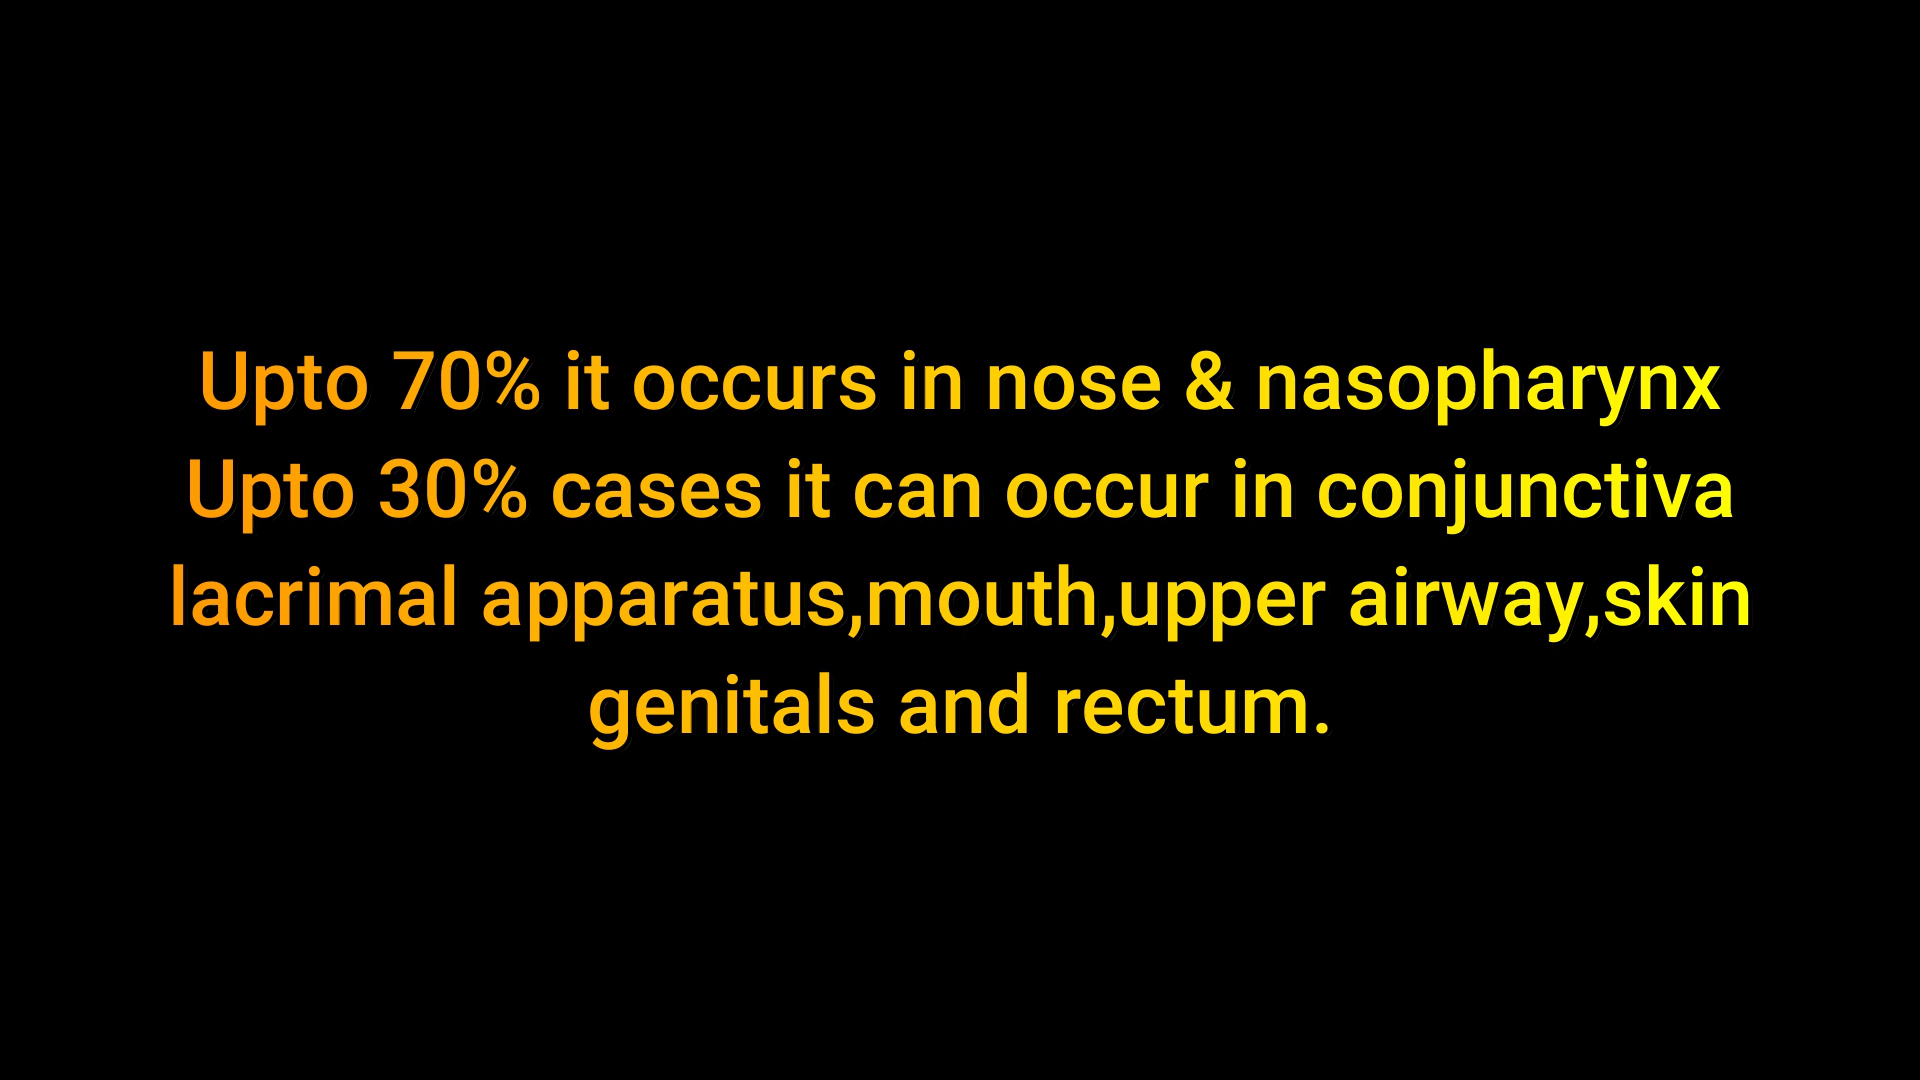 Upto 70% it occurs in nose & nasopharynx
Upto 30% cases it can occur in conjunctiva
lacrimal apparatus,mouth,upper airway,skin
genitals and rectum.